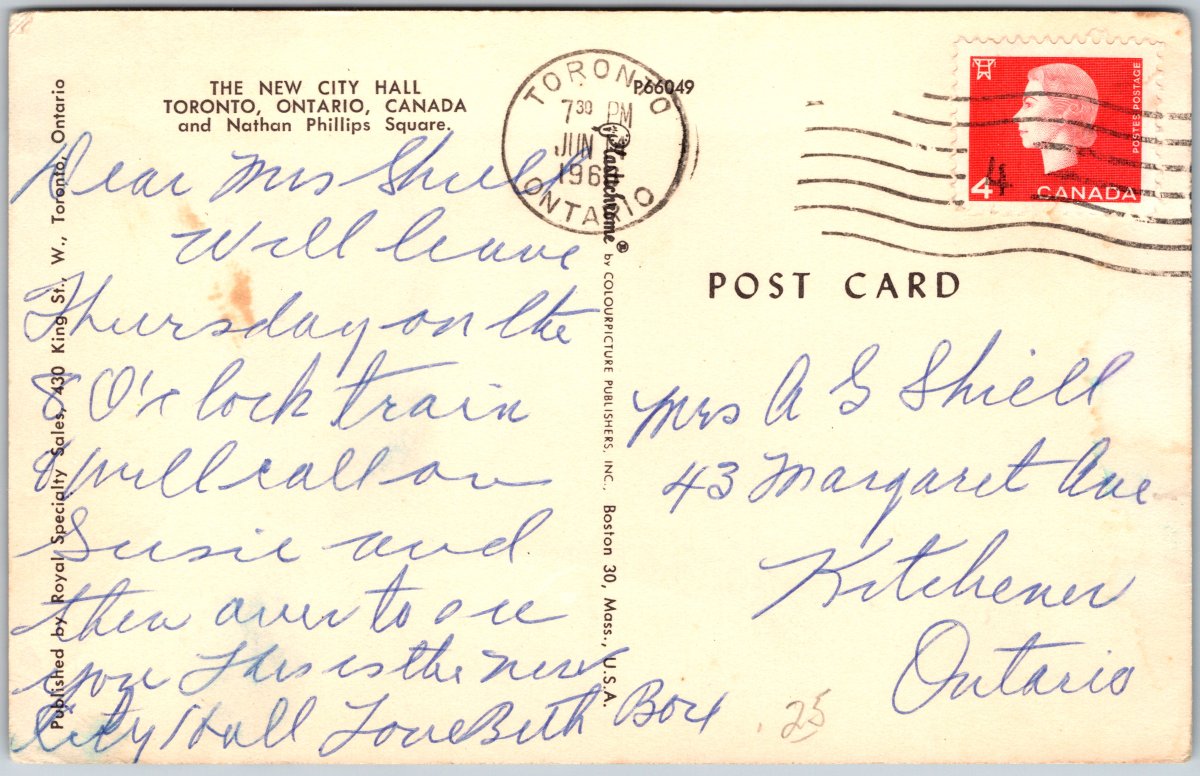 THE NEW CITY HALL
TORONTO, ONTARIO, CANADA
and Nathan Phillips Square.
P66049
Dear Mrs Shiell
Will leave
Thursday on the
8 O'clock train
& will call on
Susie and
then over to see
you This is the new
City Hall Love Beth Box
Published by Royal Specialty Sales, 430 King St., W., Toronto, Ontario
Plastichrome® by COLOURPICTURE PUBLISHERS, INC., Boston 30, Mass., U.S.A.
TORONTO
7 30 PM
JUN
196
ONTARIO
4
4
CANADA
POSTES POSTAGE
POST CARD
Mrs A G Shiell
43 Margaret Ave
Kitchener
Ontario
.25